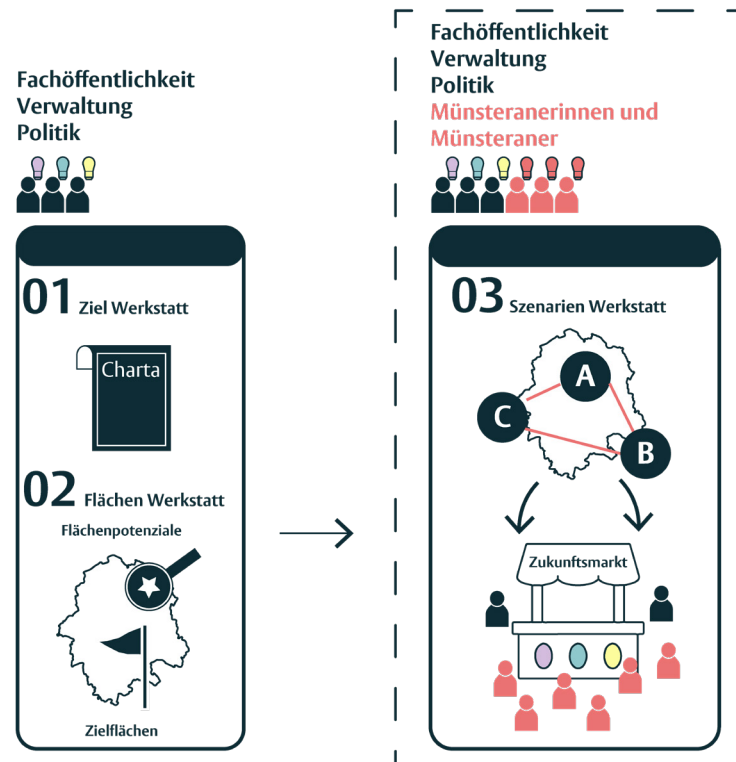 Fachöffentlichkeit
Verwaltung
Politik
01 Ziel Werkstatt
Charta
02 Flächen Werkstatt
Flächenpotenziale
Zielflächen
Fachöffentlichkeit
Verwaltung
Politik
Münsteranerinnen und
Münsteraner
03 Szenarien Werkstatt
A
C
B
Zukunftsmarkt